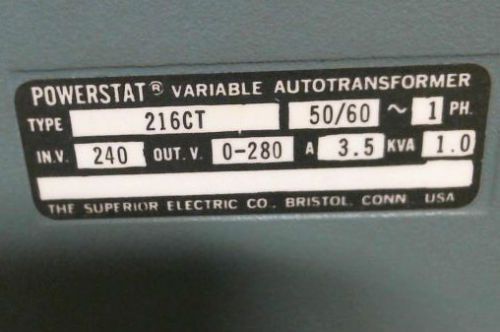 POWERSTAT® VARIABLE AUTOTRANSFORMER
TYPE 216CT 50/60 ~ 1 PH.
IN.V. 240 OUT. V. 0-280 A 3.5 KVA 1.0
THE SUPERIOR ELECTRIC CO., BRISTOL, CONN., USA